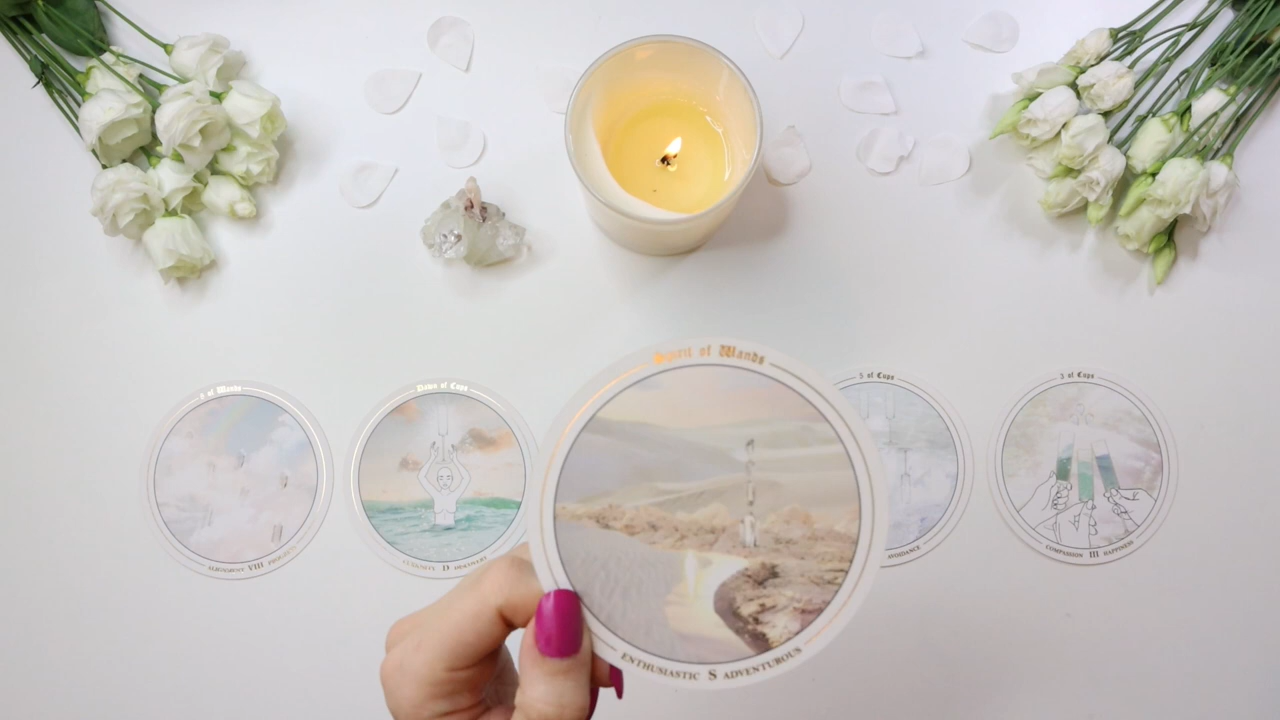 of Wands
ALIGNMENT VIII PROGRESS
Dawn of Cups
CURIOSITY D DISCOVERY
Spirit of Wands
ENTHUSIASTIC S ADVENTUROUS
5 of Cups
AVOIDANCE
3 of Cups
COMPASSION III HAPPINESS